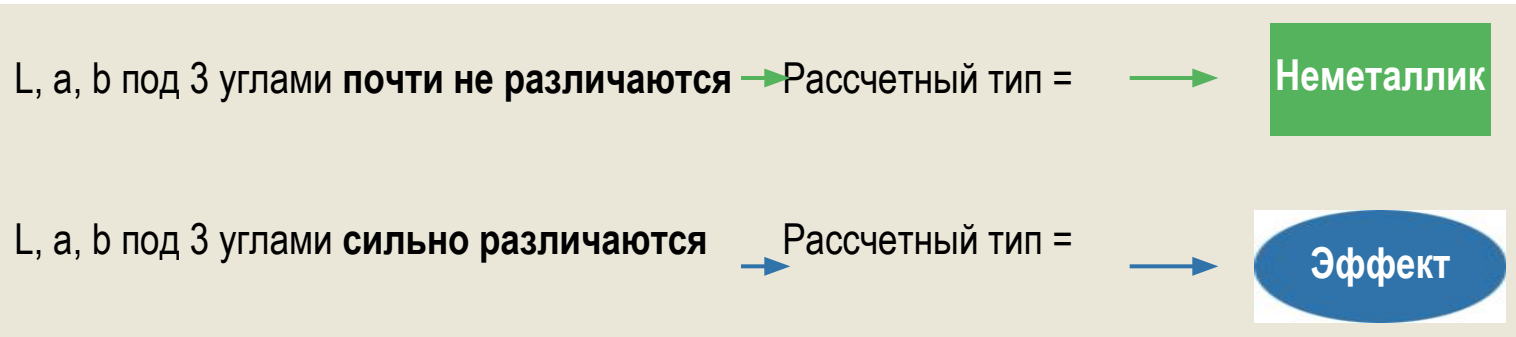 L, a, b под 3 углами почти не различаются Рассчетный тип = Неметаллик
L, a, b под 3 углами сильно различаются Рассчетный тип = Эффект